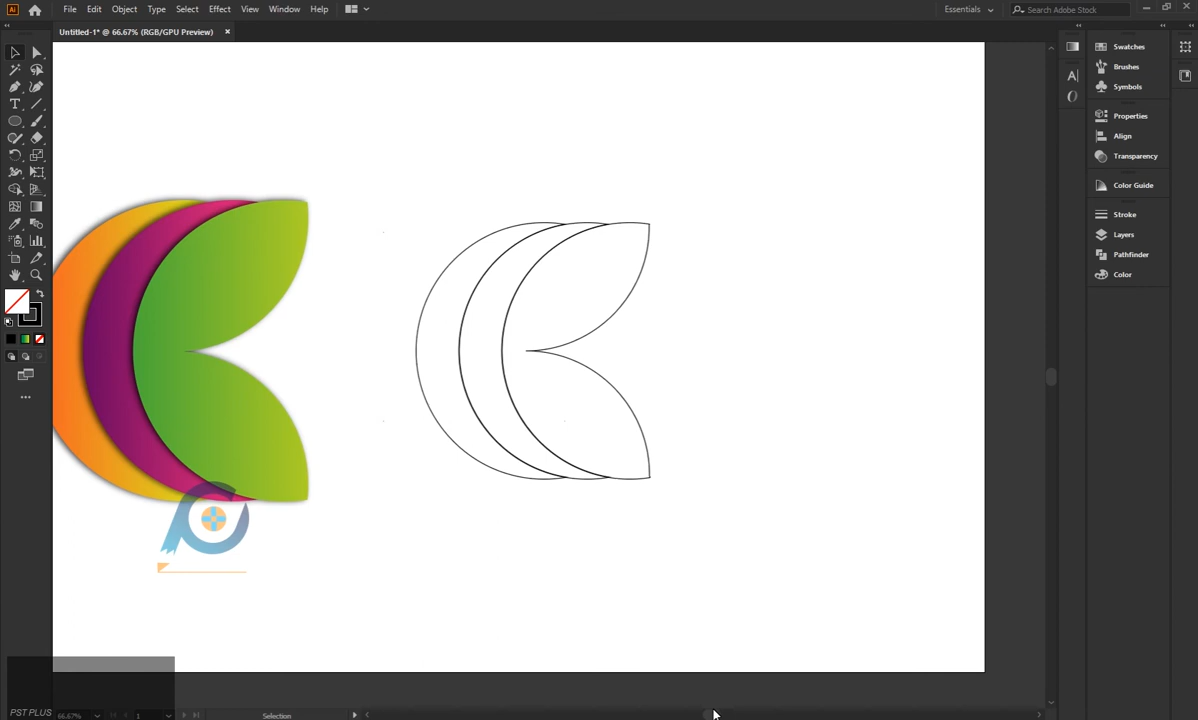 Ai File Edit Object Type Select Effect View Window Help Essentials Search Adobe Stock
Untitled-1* @ 66.67% (RGB/GPU Preview)
Swatches
Brushes
Symbols
Properties
Align
Transparency
Color Guide
Stroke
Layers
Pathfinder
Color
PST PLUS 66.67% 1 Selection